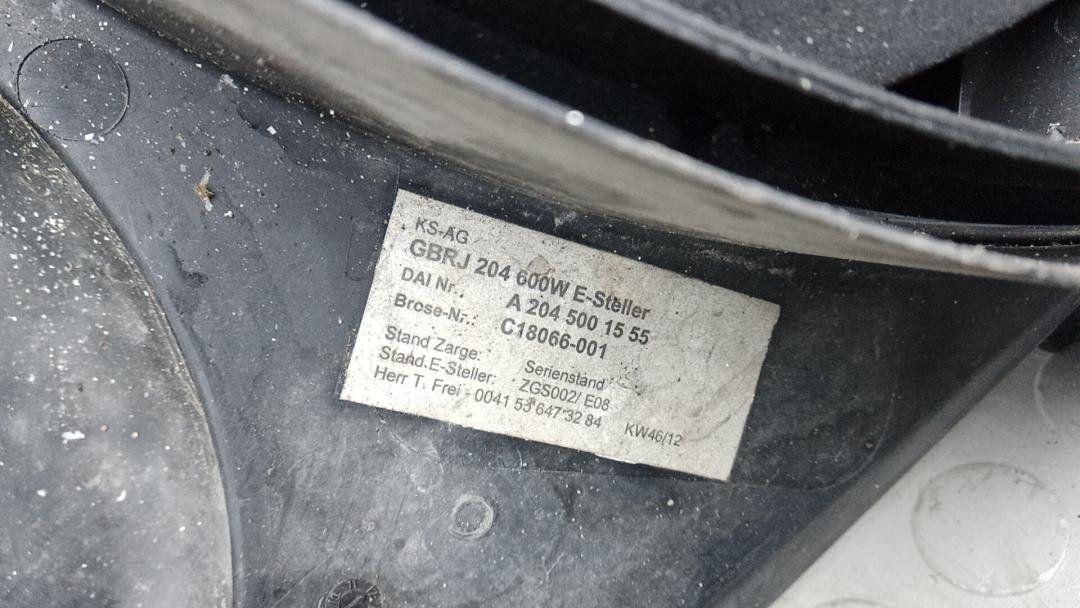 KS-AG
GBRJ 204 600W E-Steller
DAI Nr.: A 204 500 15 55
Brose-Nr.: C18066-001
Stand Zarge: Serienstand
Stand.E-Steller: ZGS002/ E08
Herr T. Frei - 0041 53 647 32 84 KW46/12